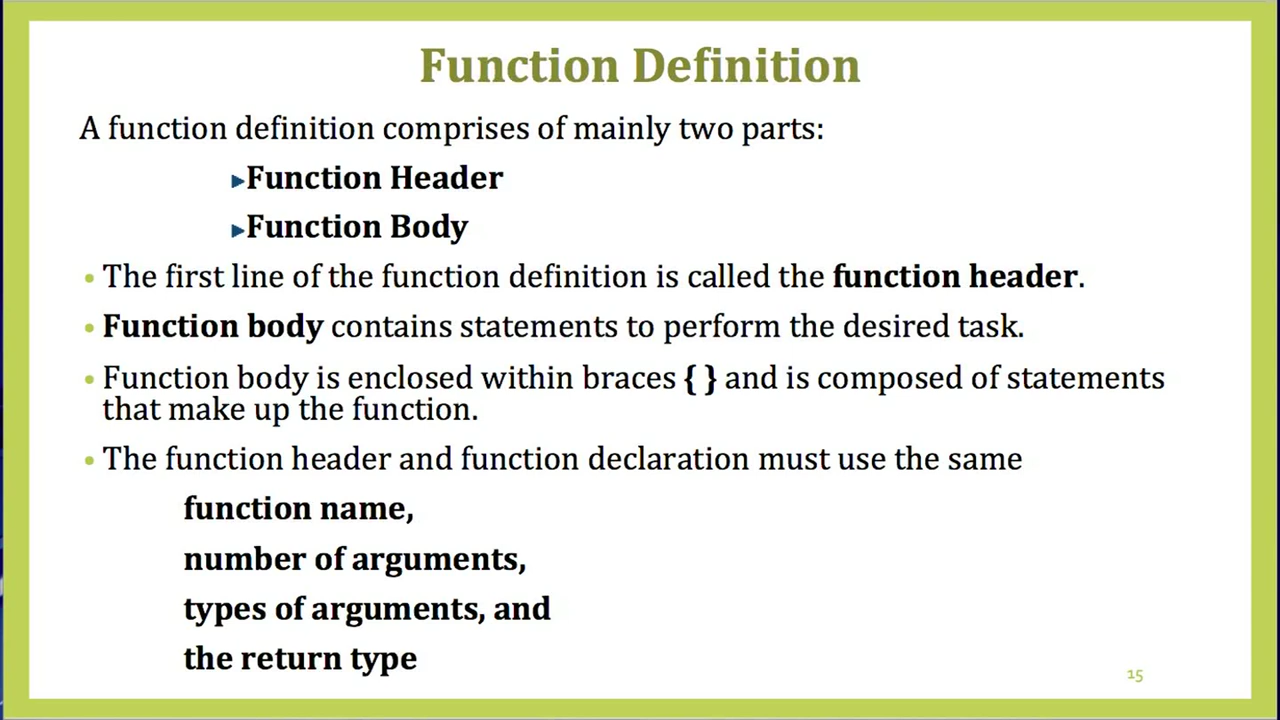 Function Definition
A function definition comprises of mainly two parts:
▸Function Header
▸Function Body
• The first line of the function definition is called the function header.
• Function body contains statements to perform the desired task.
• Function body is enclosed within braces { } and is composed of statements
that make up the function.
• The function header and function declaration must use the same
function name,
number of arguments,
types of arguments, and
the return type
15